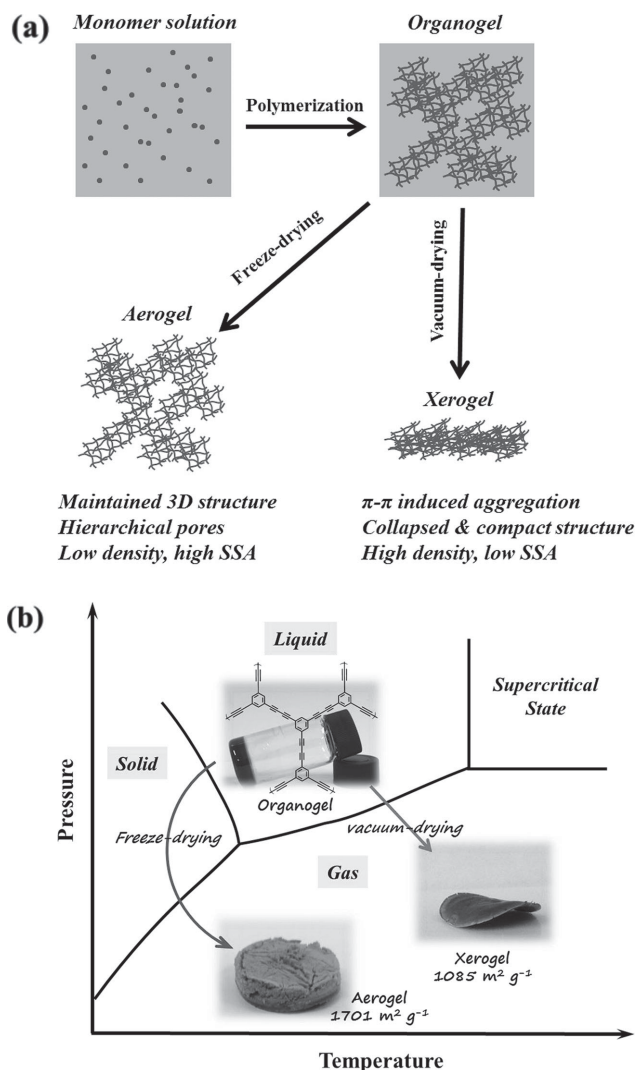 (a)
Monomer solution
Organogel
Polymerization
Freeze-drying
Vacuum-drying
Aerogel
Xerogel
Maintained 3D structure
Hierarchical pores
Low density, high SSA
π-π induced aggregation
Collapsed & compact structure
High density, low SSA
(b)
Liquid
Supercritical
State
Solid
Organogel
Freeze-drying
vacuum-drying
Gas
Xerogel
1085 m² g⁻¹
Aerogel
1701 m² g⁻¹
Pressure
Temperature